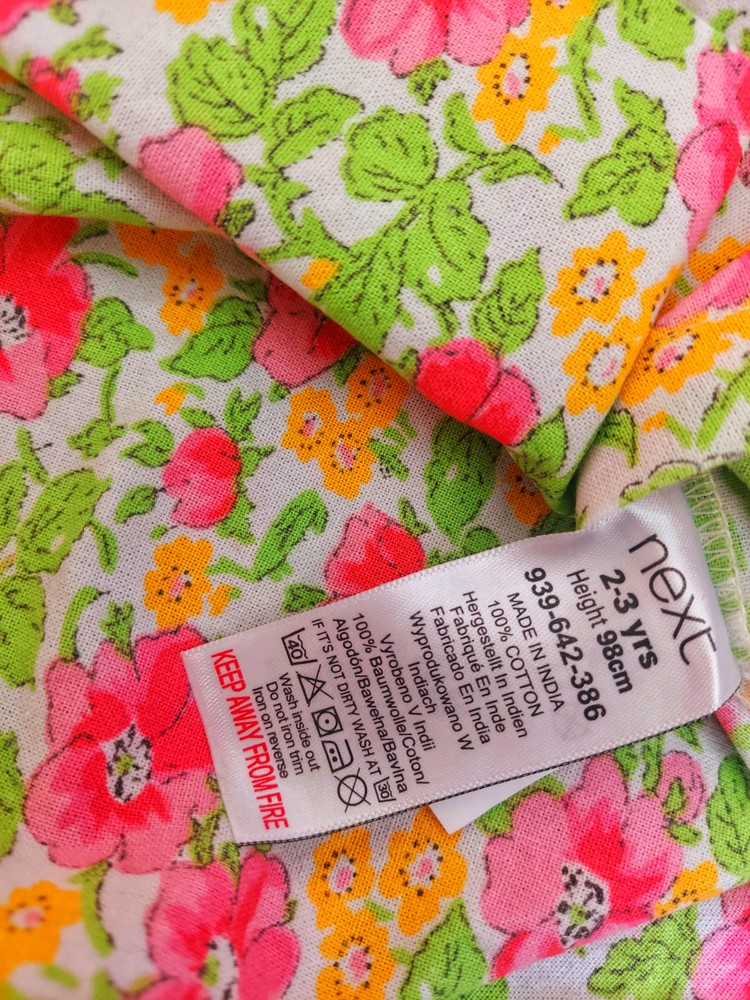 next
2-3 yrs
Height 98cm
939-642-386
MADE IN INDIA
100% COTTON
Hergestellt In Indien
Fabriqué En Inde
Fabricado En India
Wyprodukowano W
Indiach
Vyrobeno V Indii
100% Baumwolle/Coton/
Algodón/Bawełna/Bavlna
IF IT'S NOT DIRTY WASH AT 30
40
Wash inside out
Do not iron trim
Iron on reverse
KEEP AWAY FROM FIRE